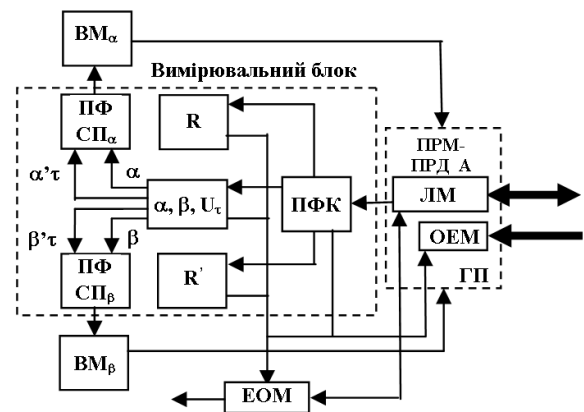 ВМα
Вимірювальний блок
ПФ
СПα
R
α’τ
α
α, β, Uτ
ПФК
β’τ
β
R’
ПФ
СПβ
ВМβ
ПРМ-
ПРД А
ЛМ
ОЕМ
ГП
ЕОМ